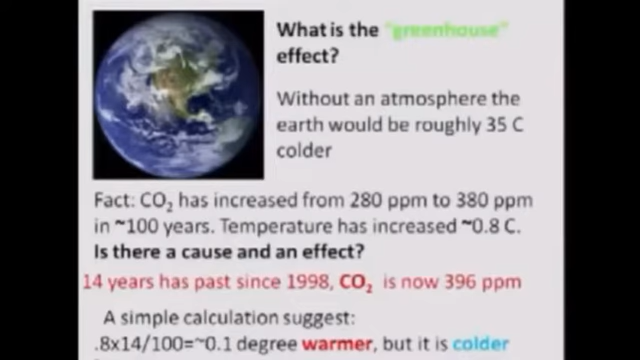 What is the "greenhouse"
effect?
Without an atmosphere the
earth would be roughly 35 C
colder
Fact: CO₂ has increased from 280 ppm to 380 ppm
in ~100 years. Temperature has increased ~0.8 C.
Is there a cause and an effect?
14 years has past since 1998, CO₂ is now 396 ppm
A simple calculation suggest:
.8x14/100=~0.1 degree warmer, but it is colder